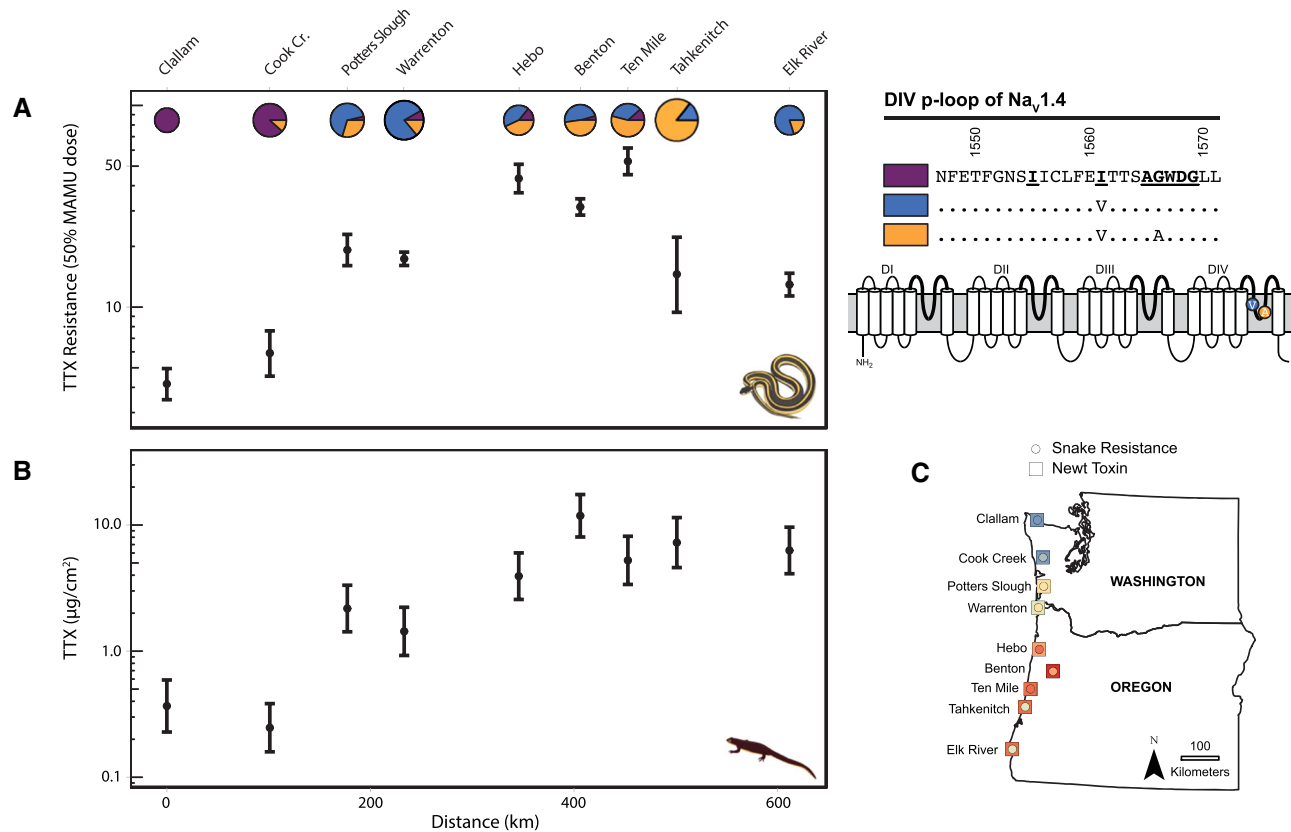 A
Clallam
Cook Cr.
Potters Slough
Warrenton
Hebo
Benton
Ten Mile
Tahkenitch
Elk River
TTX Resistance (50% MAMU dose)
50
10
DIV p-loop of NaV1.4
1550
1560
1570
NFETFGNSIICLFEITTSAGWDGLL
..............V..........
..............V....A.....
DI
DII
DIII
DIV
V
A
NH2
B
TTX (µg/cm2)
10.0
1.0
0.1
0
200
400
600
Distance (km)
C
Snake Resistance
Newt Toxin
Clallam
Cook Creek
Potters Slough
Warrenton
Hebo
Benton
Ten Mile
Tahkenitch
Elk River
WASHINGTON
OREGON
N
100
Kilometers